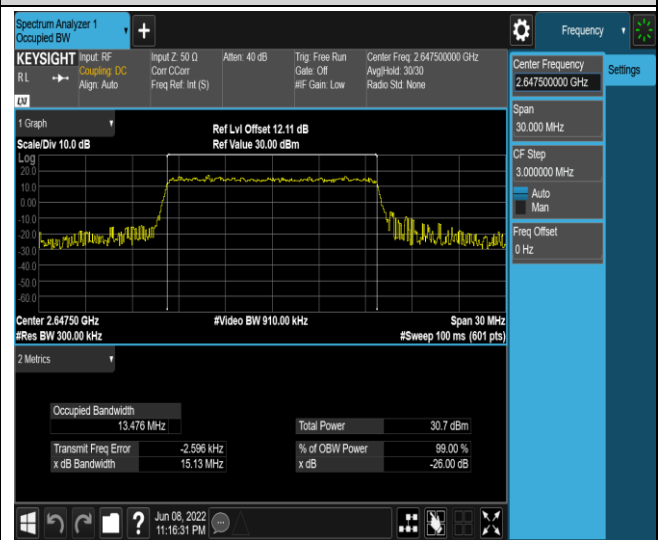 Spectrum Analyzer 1
Occupied BW
+
Frequency
KEYSIGHT
RL
LXI
Input: RF
Coupling: DC
Align: Auto
Input Z: 50 Ω
Corr CCorr
Freq Ref: Int (S)
Atten: 40 dB
Trig: Free Run
Gate: Off
#IF Gain: Low
Center Freq: 2.647500000 GHz
Avg|Hold: 30/30
Radio Std: None
Center Frequency
2.647500000 GHz
Settings
Span
30.000 MHz
CF Step
3.000000 MHz
Auto
Man
Freq Offset
0 Hz
1 Graph
Scale/Div 10.0 dB
Ref Lvl Offset 12.11 dB
Ref Value 30.00 dBm
Log
20.0
10.0
0.00
-10.0
-20.0
-30.0
-40.0
-50.0
-60.0
Center 2.64750 GHz
#Video BW 910.00 kHz
Span 30 MHz
#Res BW 300.00 kHz
#Sweep 100 ms (601 pts)
2 Metrics
Occupied Bandwidth
13.476 MHz
Total Power 30.7 dBm
Transmit Freq Error -2.596 kHz
% of OBW Power 99.00 %
x dB Bandwidth 15.13 MHz
x dB -26.00 dB
?
Jun 08, 2022
11:16:31 PM